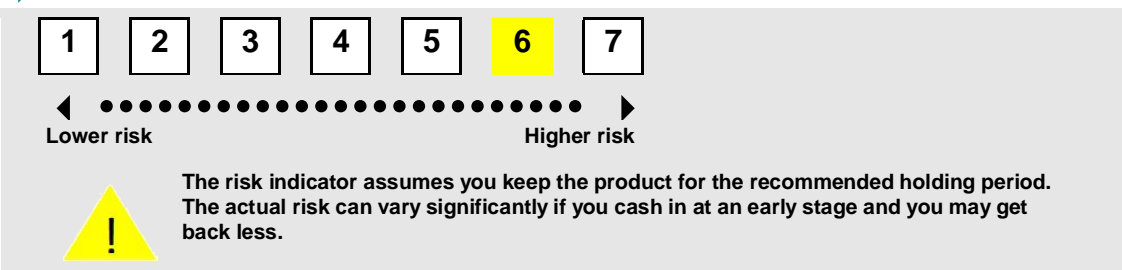 1 2 3 4 5 6 7
Lower risk Higher risk
The risk indicator assumes you keep the product for the recommended holding period.
The actual risk can vary significantly if you cash in at an early stage and you may get
back less.
!